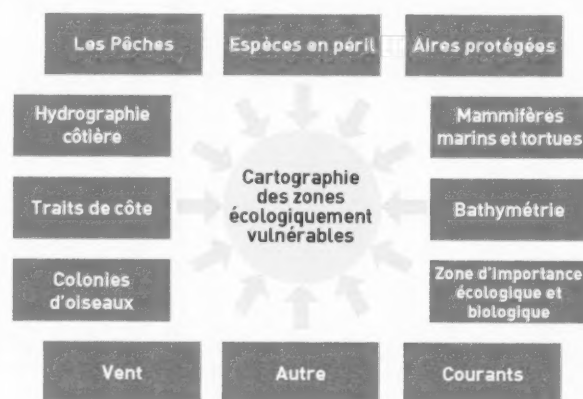 Les Pêches
Espèces en péril
Aires protégées
Hydrographie
côtière
Mammifères
marins et tortues
Cartographie
des zones
écologiquement
vulnérables
Traits de côte
Bathymétrie
Colonies
d'oiseaux
Zone d'importance
écologique et
biologique
Vent
Autre
Courants